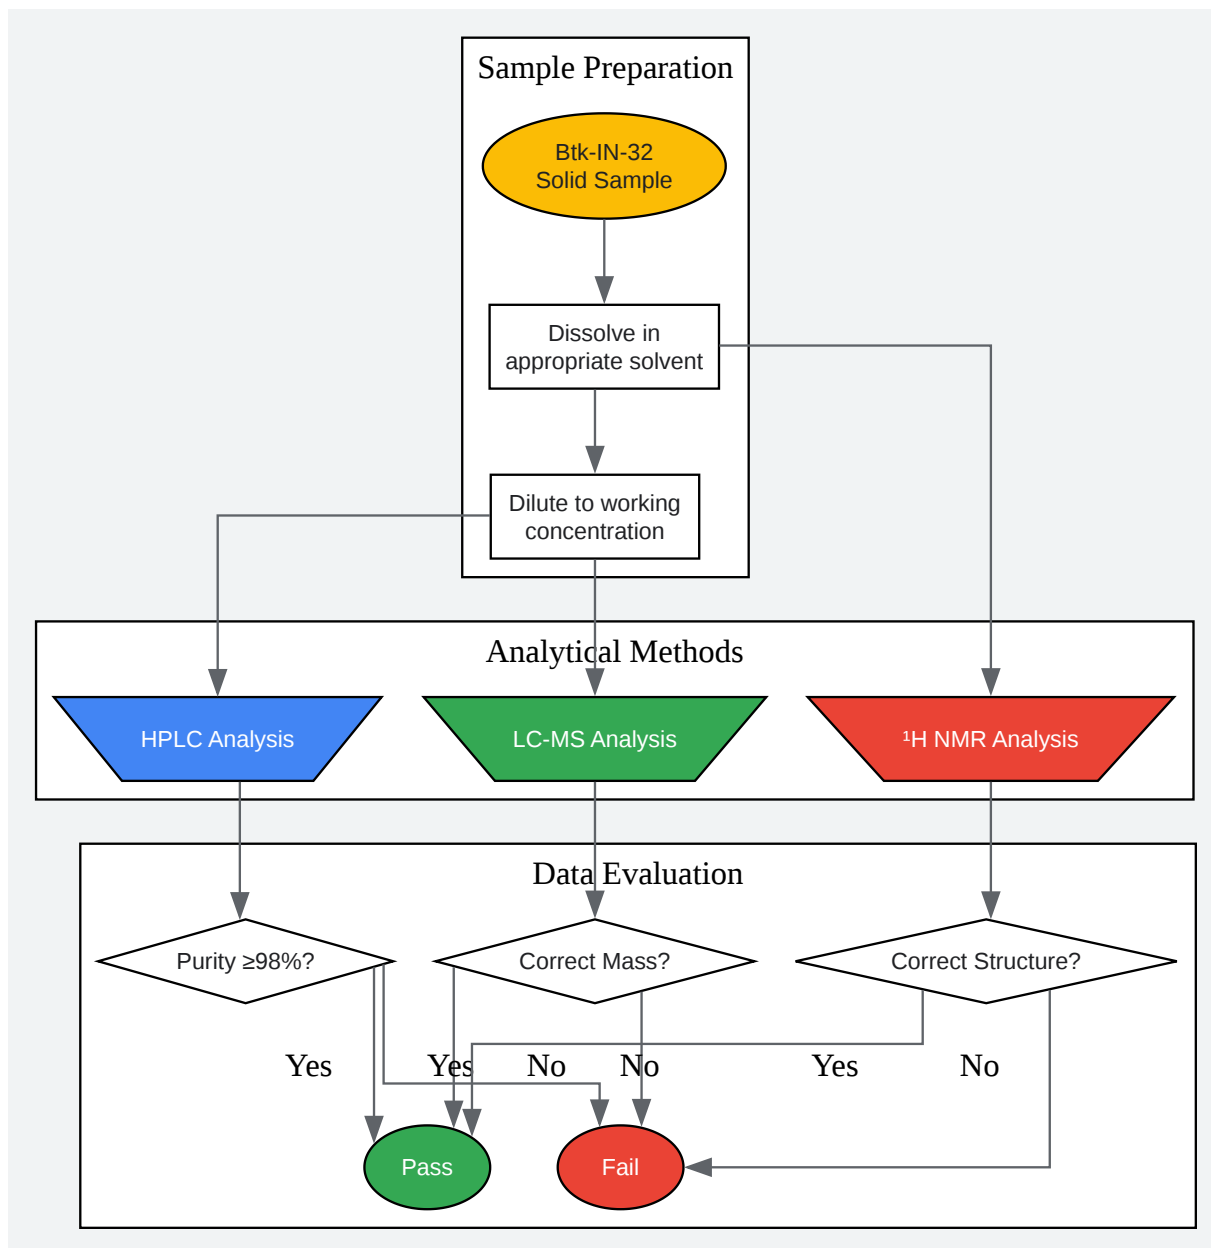 Sample Preparation
Btk-IN-32
Solid Sample
Dissolve in
appropriate solvent
Dilute to working
concentration
Analytical Methods
HPLC Analysis
LC-MS Analysis
¹H NMR Analysis
Data Evaluation
Purity ≥98%?
Correct Mass?
Correct Structure?
Yes
Yes
No
No
Yes
No
Pass
Fail